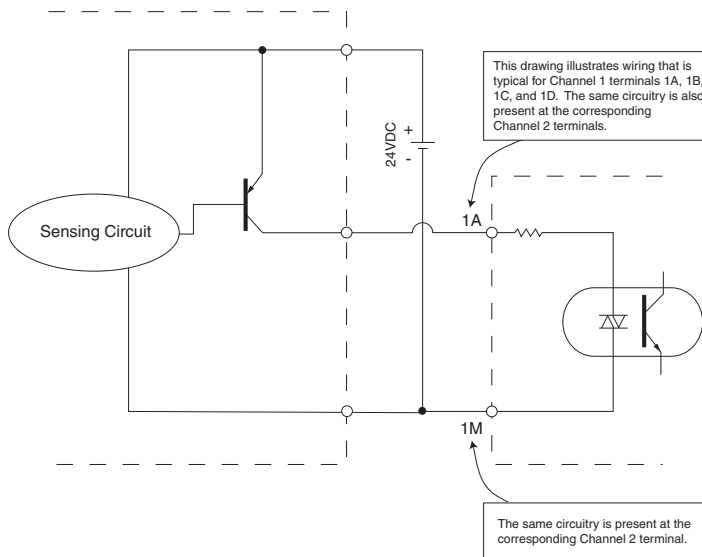 This drawing illustrates wiring that is
typical for Channel 1 terminals 1A, 1B,
1C, and 1D. The same circuitry is also
present at the corresponding
Channel 2 terminals.
24VDC
+
-
1A
Sensing Circuit
1M
The same circuitry is present at the
corresponding Channel 2 terminal.